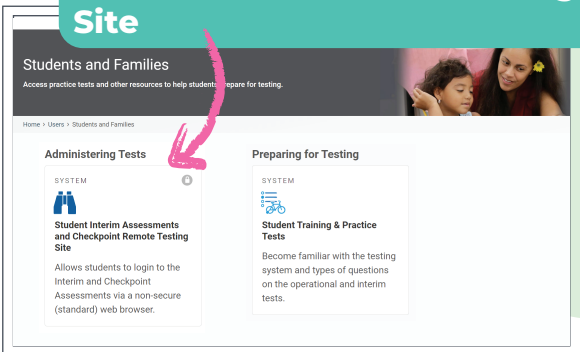 Site
Students and Families
Access practice tests and other resources to help students prepare for testing.
Home › Users › Students and Families
Administering Tests
SYSTEM
Student Interim Assessments
and Checkpoint Remote Testing
Site
Allows students to login to the
Interim and Checkpoint
Assessments via a non-secure
(standard) web browser.
Preparing for Testing
SYSTEM
Student Training & Practice
Tests
Become familiar with the testing
system and types of questions
on the operational and interim
tests.